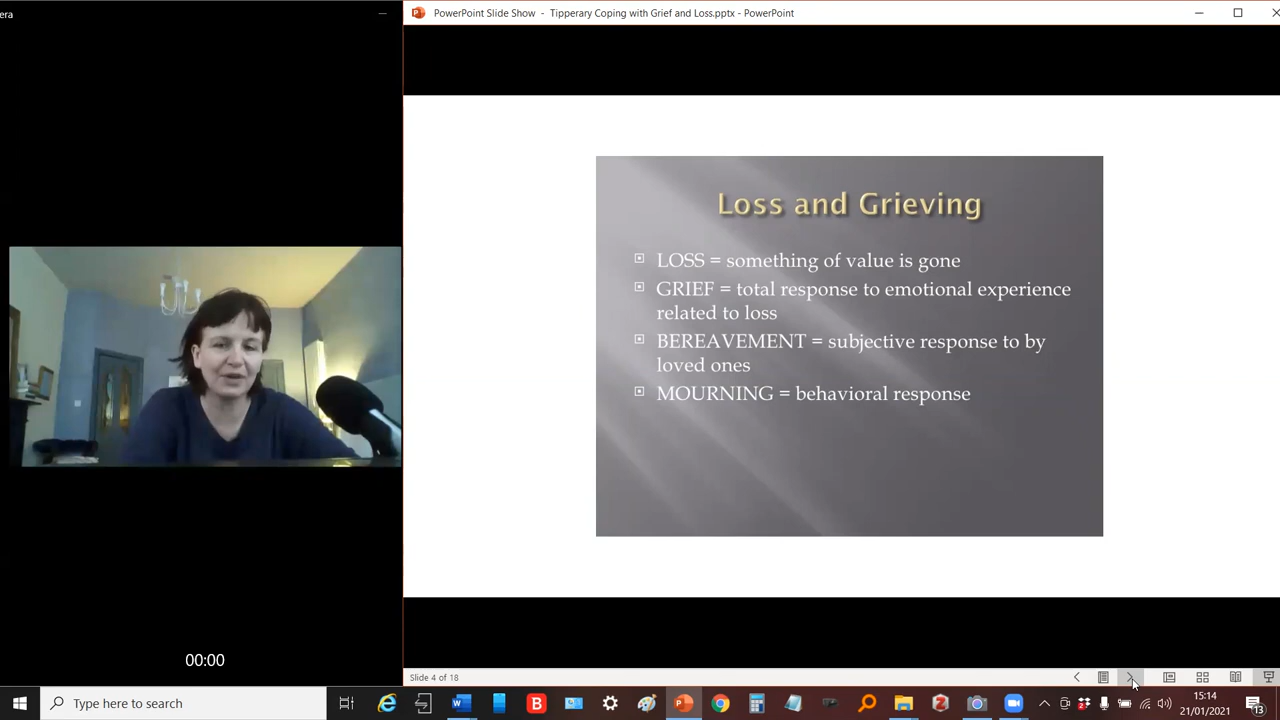 era
PowerPoint Slide Show - Tipperary Coping with Grief and Loss.pptx - PowerPoint
Loss and Grieving
LOSS = something of value is gone
GRIEF = total response to emotional experience
related to loss
BEREAVEMENT = subjective response to by
loved ones
MOURNING = behavioral response
00:00
Slide 4 of 18
Type here to search
15:14
21/01/2021
13